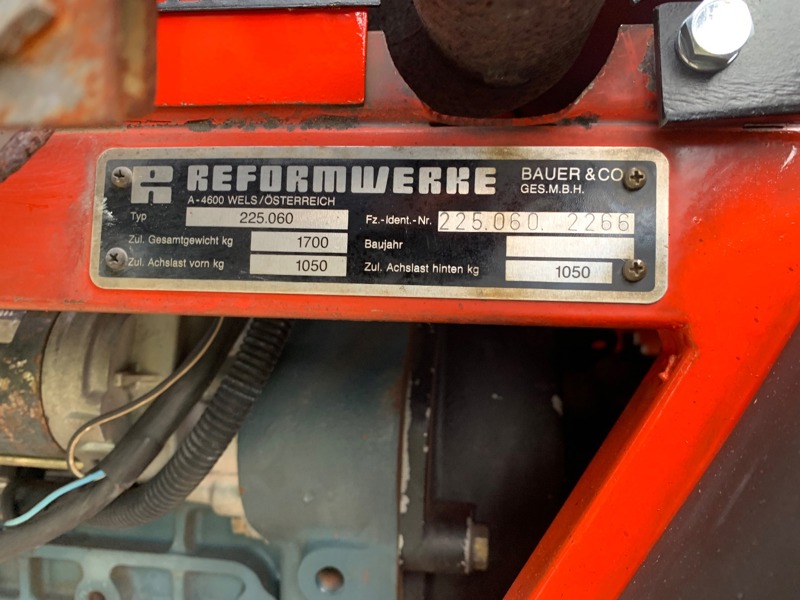 R REFORMWERKE BAUER & CO
A-4600 WELS/ÖSTERREICH GES.M.B.H.
Typ 225.060 Fz.-Ident.-Nr. 225.060. 2266
Zul. Gesamtgewicht kg 1700 Baujahr
Zul. Achslast vorn kg 1050 Zul. Achslast hinten kg 1050